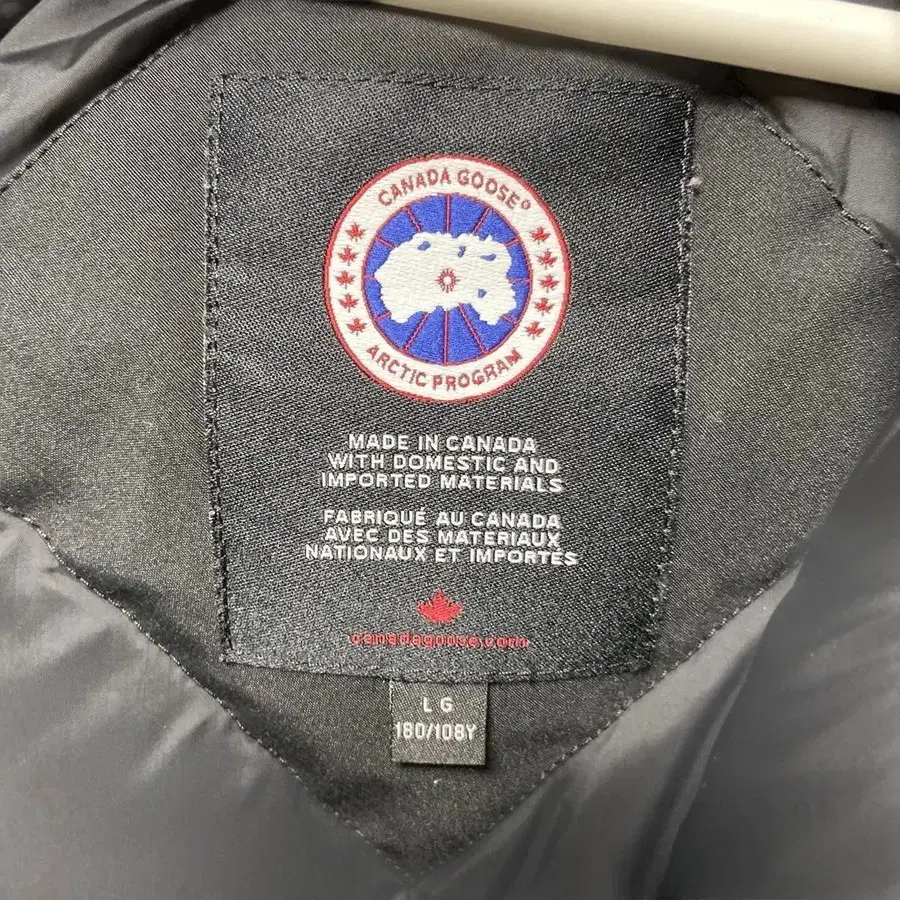 CANADA GOOSE®
ARCTIC PROGRAM
MADE IN CANADA
WITH DOMESTIC AND
IMPORTED MATERIALS
FABRIQUÉ AU CANADA
AVEC DES MATERIAUX
NATIONAUX ET IMPORTÉS
canadagoose.com
LG
180/108Y